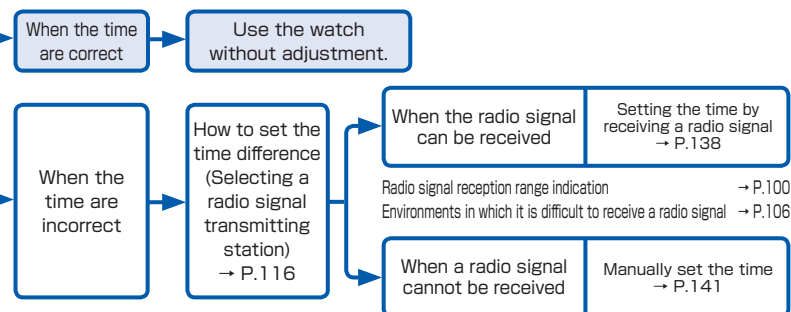 When the time
are correct
Use the watch
without adjustment.
When the
time are
incorrect
How to set the
time difference
(Selecting a
radio signal
transmitting
station)
→ P.116
When the radio signal
can be received
Setting the time by
receiving a radio signal
→ P.138
Radio signal reception range indication → P.100
Environments in which it is difficult to receive a radio signal → P.106
When a radio signal
cannot be received
Manually set the time
→ P.141